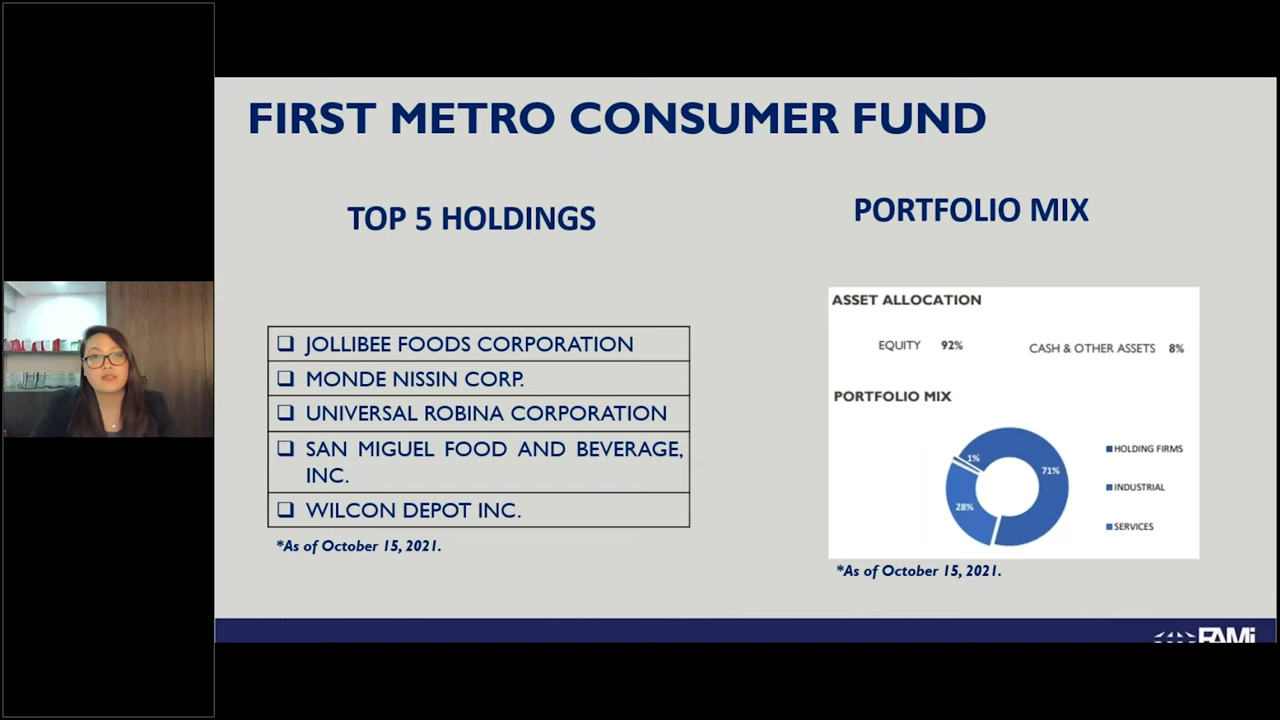 FIRST METRO CONSUMER FUND
TOP 5 HOLDINGS
JOLLIBEE FOODS CORPORATION
MONDE NISSIN CORP.
UNIVERSAL ROBINA CORPORATION
SAN MIGUEL FOOD AND BEVERAGE,
INC.
WILCON DEPOT INC.
*As of October 15, 2021.
PORTFOLIO MIX
ASSET ALLOCATION
EQUITY 92%
CASH & OTHER ASSETS 8%
PORTFOLIO MIX
1%
71%
28%
HOLDING FIRMS
INDUSTRIAL
SERVICES
*As of October 15, 2021.
FAMi